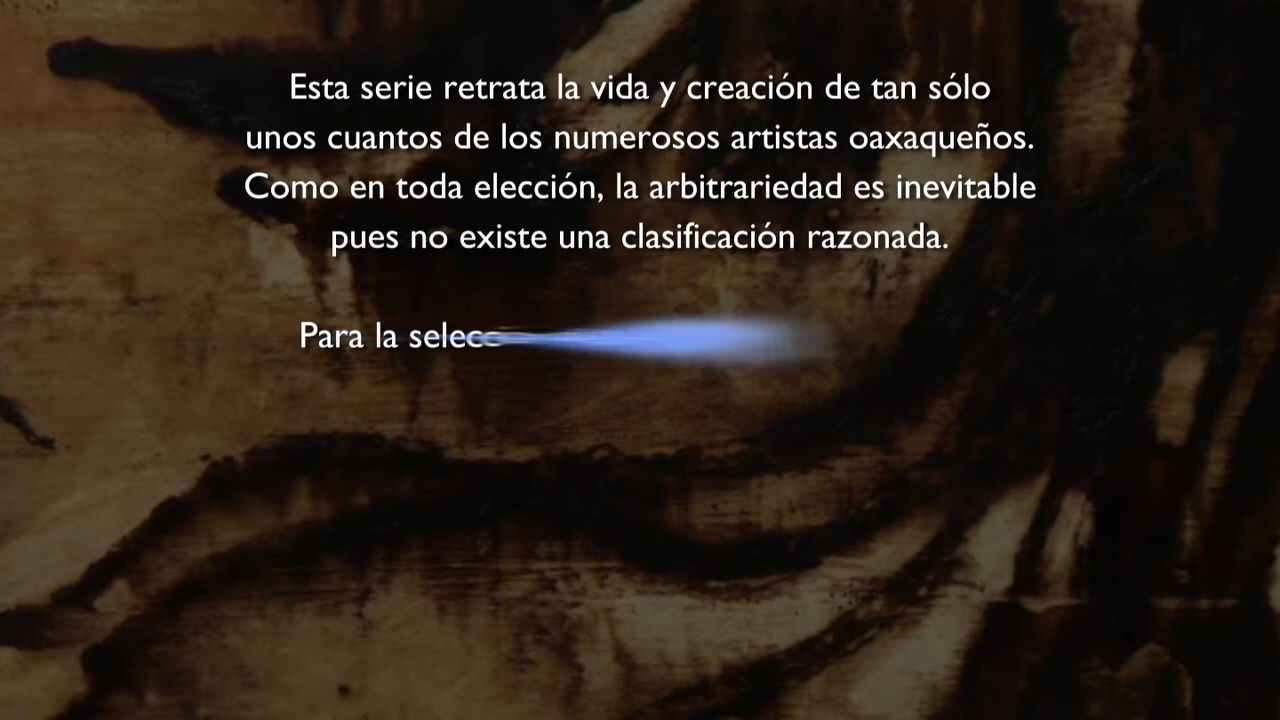 Esta serie retrata la vida y creación de tan sólo
unos cuantos de los numerosos artistas oaxaqueños.
Como en toda elección, la arbitrariedad es inevitable
pues no existe una clasificación razonada.
Para la